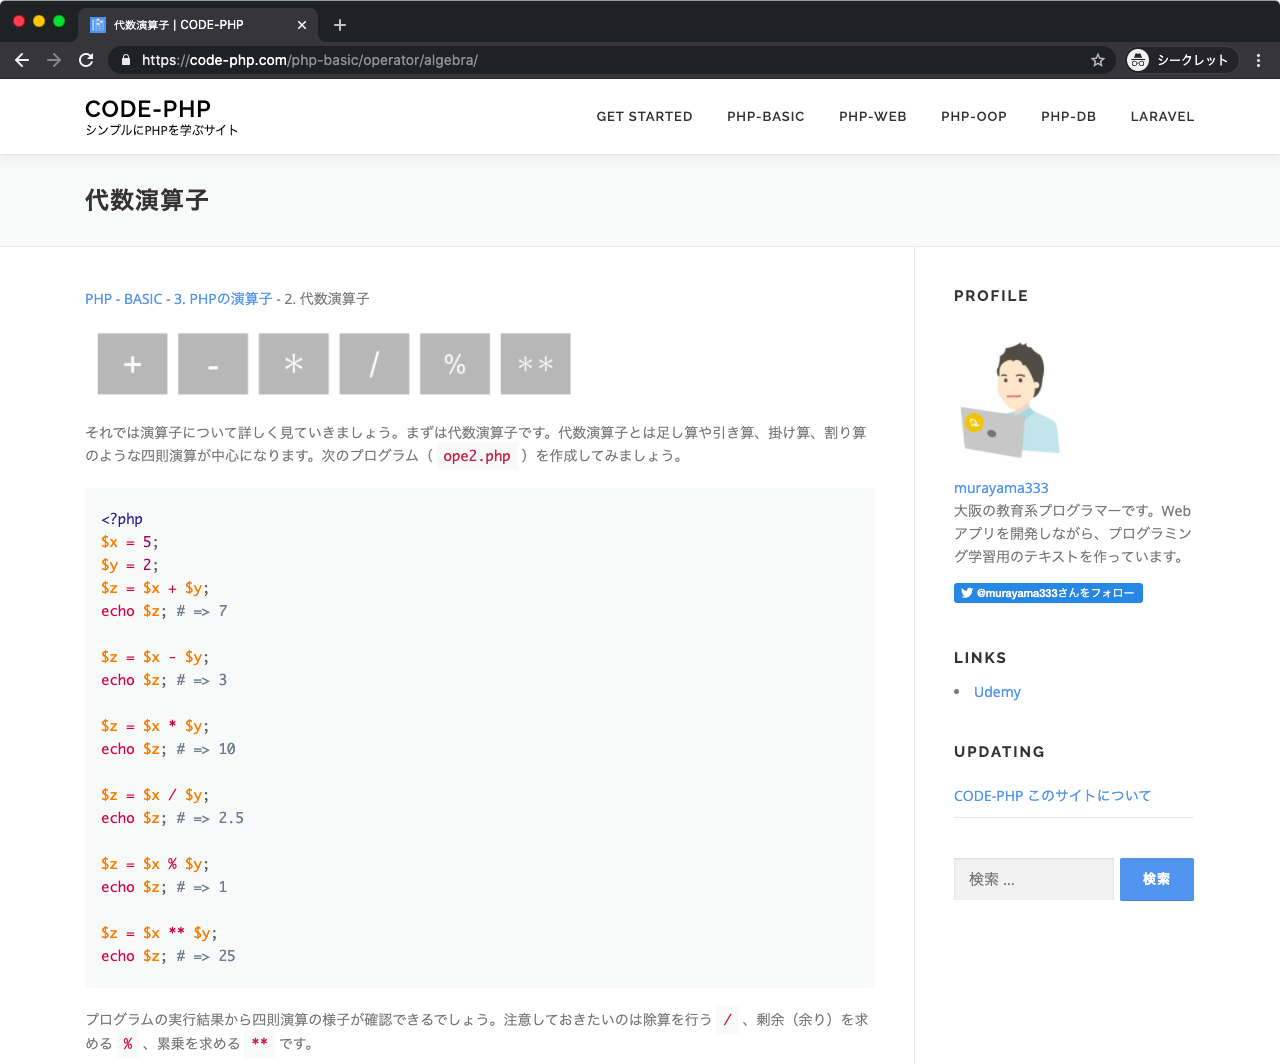 代数演算子 | CODE-PHP
https://code-php.com/php-basic/operator/algebra/
シークレット
CODE-PHP
シンプルにPHPを学ぶサイト
GET STARTED PHP-BASIC PHP-WEB PHP-OOP PHP-DB LARAVEL
代数演算子
PHP - BASIC - 3. PHPの演算子 - 2. 代数演算子
+ - * / % **
それでは演算子について詳しく見ていきましょう。まずは代数演算子です。代数演算子とは足し算や引き算、掛け算、割り算
のような四則演算が中心になります。次のプログラム（ ope2.php ）を作成してみましょう。
<?php
$x = 5;
$y = 2;
$z = $x + $y;
echo $z; # => 7
$z = $x - $y;
echo $z; # => 3
$z = $x * $y;
echo $z; # => 10
$z = $x / $y;
echo $z; # => 2.5
$z = $x % $y;
echo $z; # => 1
$z = $x ** $y;
echo $z; # => 25
プログラムの実行結果から四則演算の様子が確認できるでしょう。注意しておきたいのは除算を行う / 、剰余（余り）を求
める % 、累乗を求める ** です。
PROFILE
murayama333
大阪の教育系プログラマーです。Web
アプリを開発しながら、プログラミン
グ学習用のテキストを作っています。
@murayama333さんをフォロー
LINKS
Udemy
UPDATING
CODE-PHP このサイトについて
検索 ...
検索